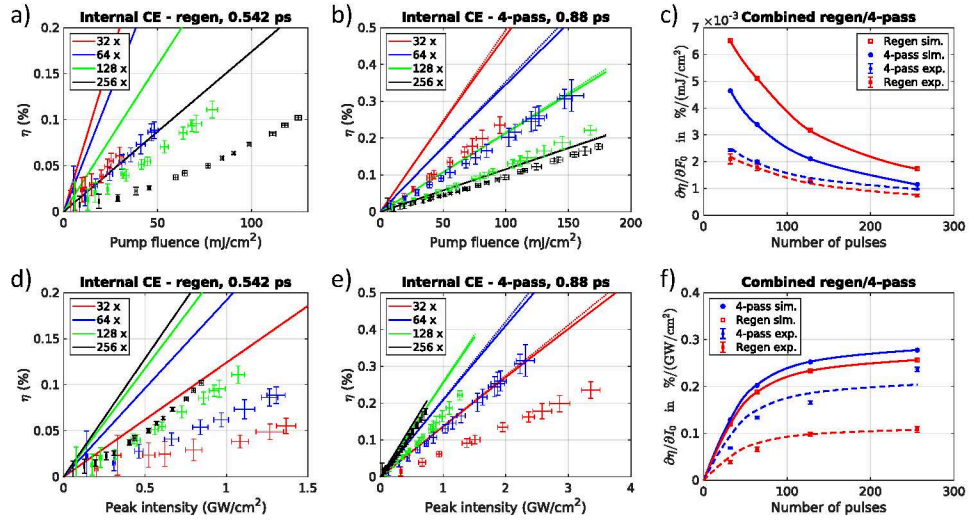 a)
Internal CE - regen, 0.542 ps
0.2
0.15
0.1
0.05
0
η (%)
32 x
64 x
128 x
256 x
0 50 100
Pump fluence (mJ/cm²)
b)
Internal CE - 4-pass, 0.88 ps
0.5
0.4
0.3
0.2
0.1
0
η (%)
32 x
64 x
128 x
256 x
0 50 100 150 200
Pump fluence (mJ/cm²)
c)
Combined regen/4-pass
×10⁻³
7
6
5
4
3
2
1
0
∂η/∂F₀ in %/(mJ/cm²)
Regen sim.
4-pass sim.
4-pass exp.
Regen exp.
0 100 200 300
Number of pulses
d)
Internal CE - regen, 0.542 ps
0.2
0.15
0.1
0.05
0
η (%)
32 x
64 x
128 x
256 x
0 0.5 1 1.5
Peak intensity (GW/cm²)
e)
Internal CE - 4-pass, 0.88 ps
0.5
0.4
0.3
0.2
0.1
0
η (%)
32 x
64 x
128 x
256 x
0 1 2 3 4
Peak intensity (GW/cm²)
f)
Combined regen/4-pass
0.4
0.3
0.2
0.1
0
∂η/∂I₀ in %/(GW/cm²)
4-pass sim.
Regen sim.
4-pass exp.
Regen exp.
0 100 200 300
Number of pulses